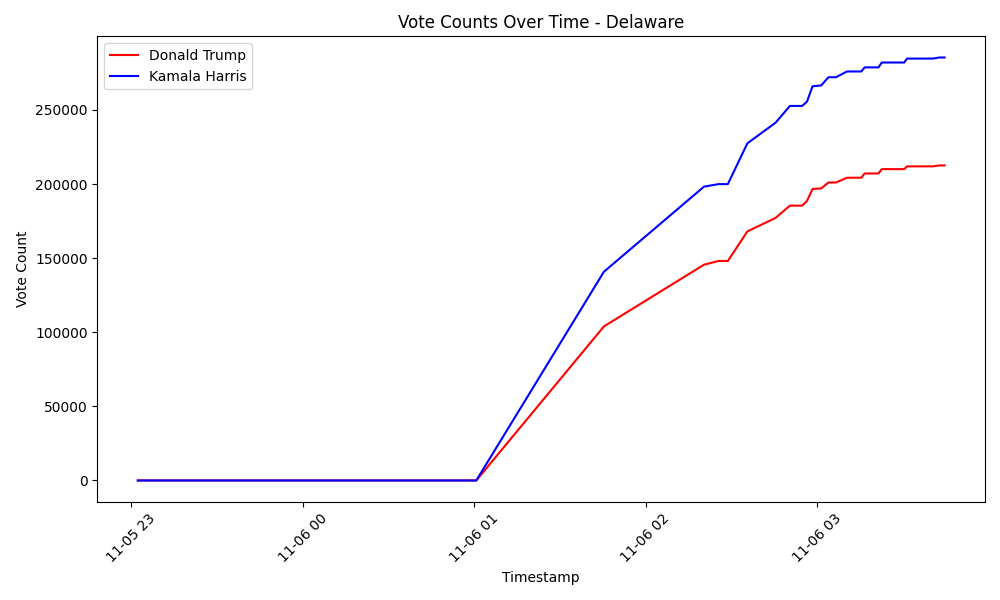 Vote Counts Over Time - Delaware
Donald Trump
Kamala Harris
Vote Count
250000
200000
150000
100000
50000
0
11-05 23
11-06 00
11-06 01
11-06 02
11-06 03
Timestamp